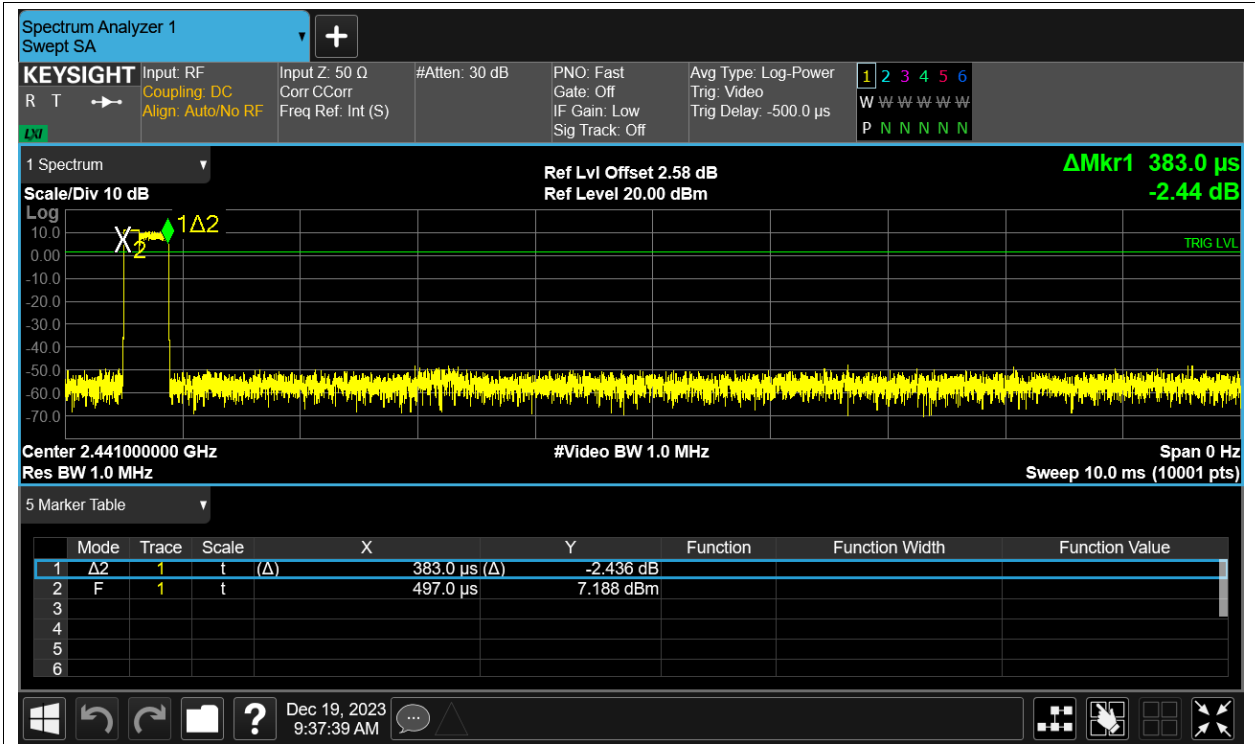 Spectrum Analyzer 1
Swept SA
KEYSIGHT Input: RF Input Z: 50 Ω #Atten: 30 dB PNO: Fast Avg Type: Log-Power 1 2 3 4 5 6
R T Coupling: DC Corr CCorr Gate: Off Trig: Video W W W W W W
Align: Auto/No RF Freq Ref: Int (S) IF Gain: Low Trig Delay: -500.0 µs
LXI Sig Track: Off P N N N N N
1 Spectrum Ref Lvl Offset 2.58 dB ΔMkr1 383.0 µs
Scale/Div 10 dB Ref Level 20.00 dBm -2.44 dB
Log
1Δ2
10.0
X2
TRIG LVL
0.00
-10.0
-20.0
-30.0
-40.0
-50.0
-60.0
-70.0
Center 2.441000000 GHz #Video BW 1.0 MHz Span 0 Hz
Res BW 1.0 MHz Sweep 10.0 ms (10001 pts)
5 Marker Table
Mode Trace Scale X Y Function Function Width Function Value
1 Δ2 1 t (Δ) 383.0 µs (Δ) -2.436 dB
2 F 1 t 497.0 µs 7.188 dBm
3
4
5
6
? Dec 19, 2023
9:37:39 AM